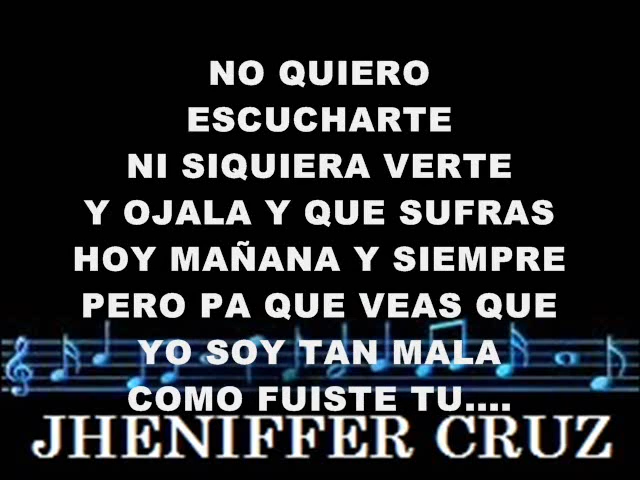 NO QUIERO
ESCUCHARTE
NI SIQUIERA VERTE
Y OJALA Y QUE SUFRAS
HOY MAÑANA Y SIEMPRE
PERO PA QUE VEAS QUE
YO SOY TAN MALA
COMO FUISTE TU....
JHENIFFER CRUZ